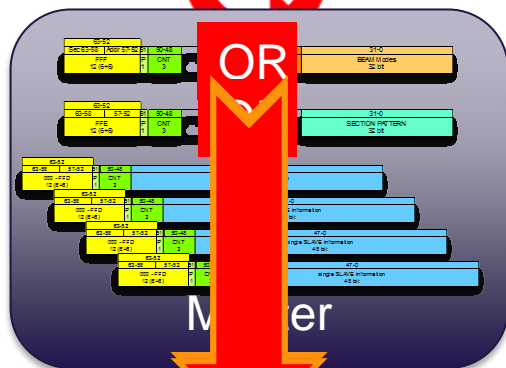 63-52
Sec 63-58 Addr 57-52 51 50-48 31-0
FFF P CNT BEAM Modes
12 (6+6) 1 3 32 bit
OR
63-52
63-58 57-52 51 50-48 31-0
FFE P CNT SECTION PATTERN
12 (6+6) 1 3 32 bit
63-52
63-58 57-52 51 50-48
000 - FFD P CNT
12 (6+6) 1 3
63-52
63-58 57-52 51 50-48
000 - FFD P CNT information
12 (6+6) 1 3 bit
63-52
63-58 57-52 51 50-48 47-0
000 - FFD P CNT single SLAVE information
12 (6+6) 1 3 48 bit
63-52
63-58 57-52 51 47-0
000 - FFD P single SLAVE information
12 (6+6) 1 48 bit